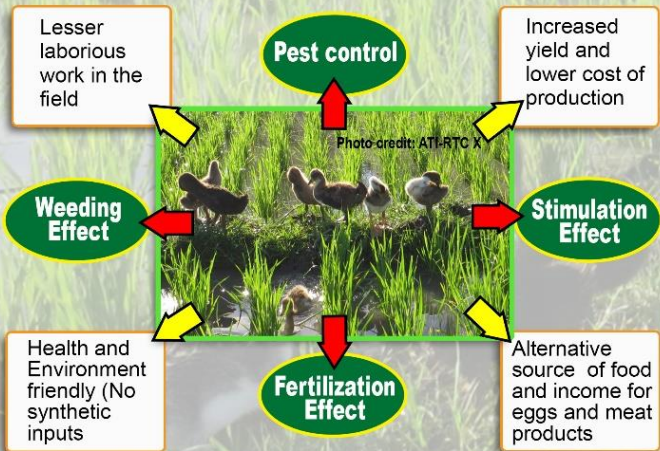 Lesser
laborious
work in the
field
Pest control
Increased
yield and
lower cost of
production
Photo credit: ATI-RTC X
Weeding
Effect
Stimulation
Effect
Health and
Environment
friendly (No
synthetic
inputs
Fertilization
Effect
Alternative
source of food
and income for
eggs and meat
products